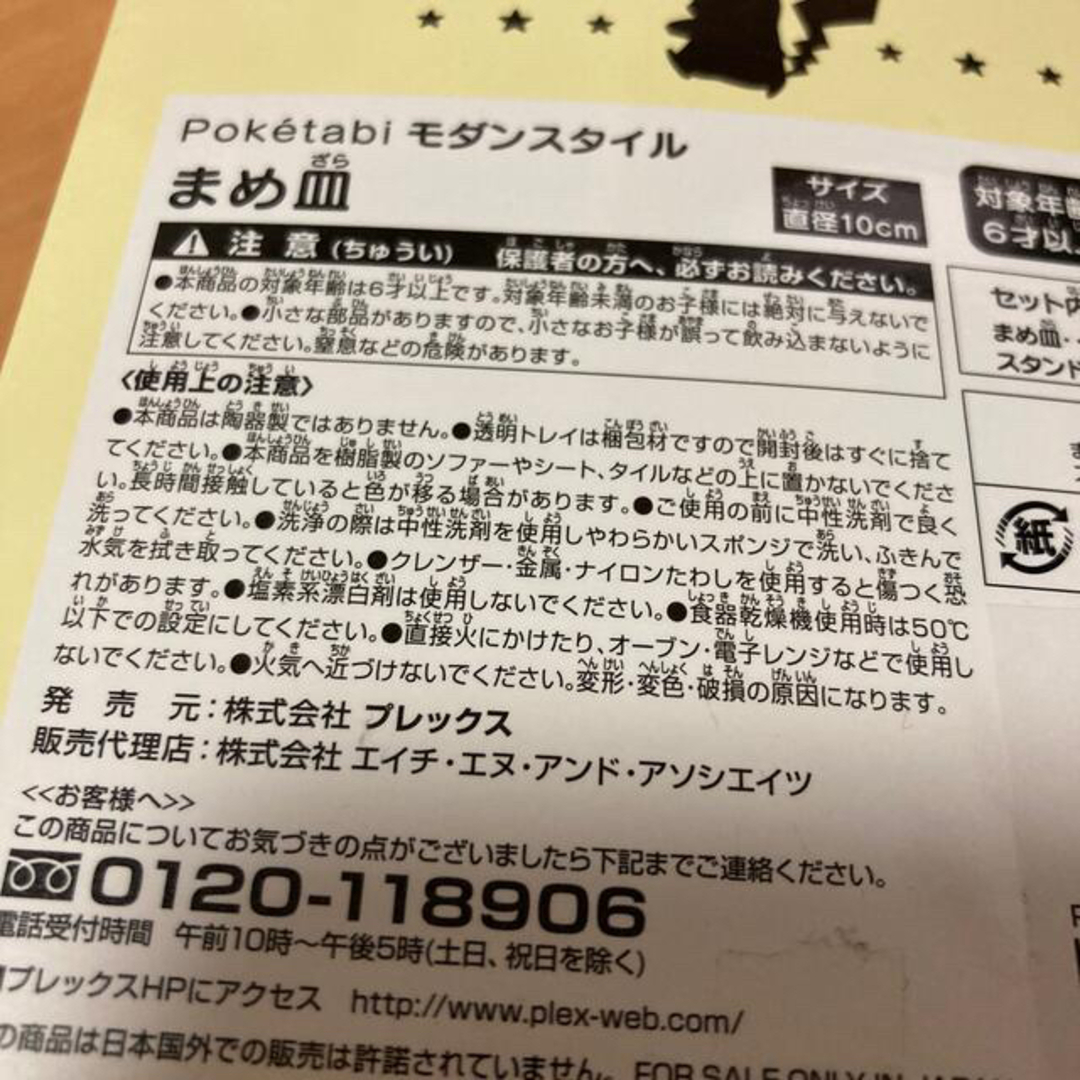 Pokétabi モダンスタイル
まめ皿
サイズ
直径10cm
対象年齢
6才以
注意(ちゅうい) 保護者の方へ、必ずお読みください。
●本商品の対象年齢は6才以上です。対象年齢未満のお子様には絶対に与えないで
ください。●小さな部品がありますので、小さなお子様が誤って飲み込まないように
注意してください。窒息などの危険があります。
セット内
まめ皿・
スタンド
〈使用上の注意〉
●本商品は陶器製ではありません。●透明トレイは梱包材ですので開封後はすぐに捨て
てください。●本商品を樹脂製のソファーやシート、タイルなどの上に置かないでくださ
い。長時間接触していると色が移る場合があります。●ご使用の前に中性洗剤で良く
洗ってください。●洗浄の際は中性洗剤を使用しやわらかいスポンジで洗い、ふきんで
水気を拭き取ってください。●クレンザー・金属・ナイロンたわしを使用すると傷つく恐
れがあります。●塩素系漂白剤は使用しないでください。●食器乾燥機使用時は50℃
以下での設定にしてください。●直接火にかけたり、オーブン・電子レンジなどで使用し
ないでください。●火気へ近づけないでください。変形・変色・破損の原因になります。
紙
発売元:株式会社 プレックス
販売代理店:株式会社 エイチ・エヌ・アンド・アソシエイツ
<<お客様へ>>
この商品についてお気づきの点がございましたら下記までご連絡ください。
0120-118906
電話受付時間 午前10時～午後5時(土日、祝日を除く)
プレックスHPにアクセス http://www.plex-web.com/
の商品は日本国外での販売は許諾されていません。 FOR SALE ONLY IN JAPAN